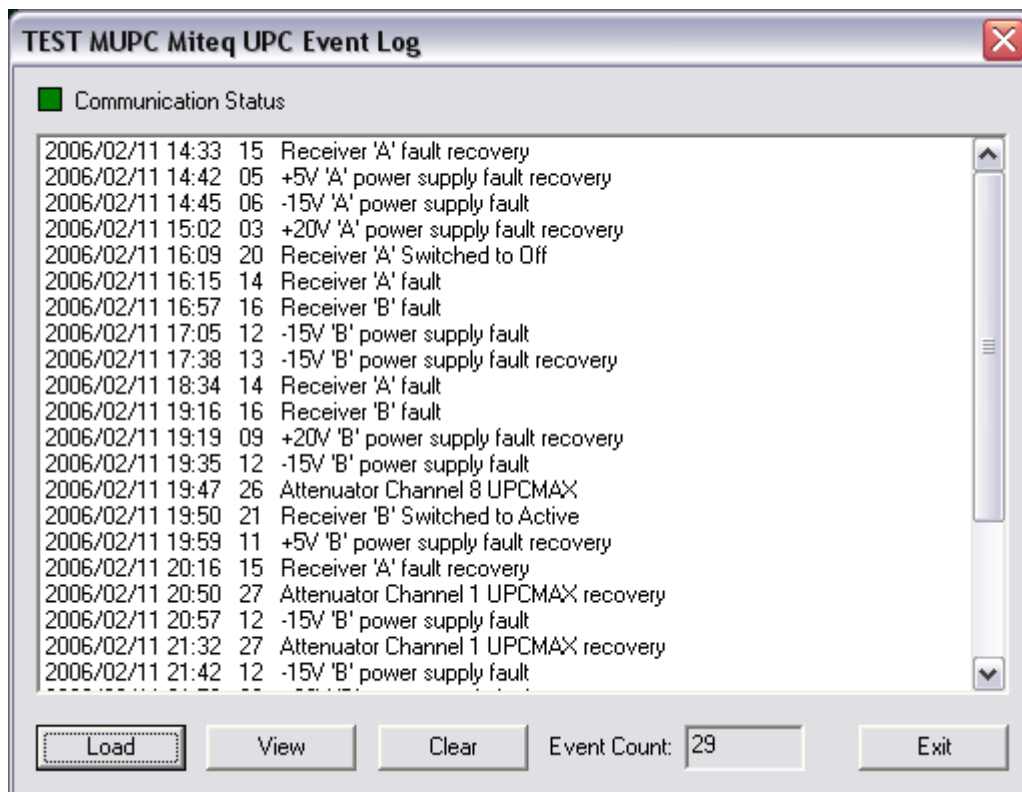 TEST MUPC Miteq UPC Event Log
Communication Status
2006/02/11 14:33 15 Receiver 'A' fault recovery
2006/02/11 14:42 05 +5V 'A' power supply fault recovery
2006/02/11 14:45 06 -15V 'A' power supply fault
2006/02/11 15:02 03 +20V 'A' power supply fault recovery
2006/02/11 16:09 20 Receiver 'A' Switched to Off
2006/02/11 16:15 14 Receiver 'A' fault
2006/02/11 16:57 16 Receiver 'B' fault
2006/02/11 17:05 12 -15V 'B' power supply fault
2006/02/11 17:38 13 -15V 'B' power supply fault recovery
2006/02/11 18:34 14 Receiver 'A' fault
2006/02/11 19:16 16 Receiver 'B' fault
2006/02/11 19:19 09 +20V 'B' power supply fault recovery
2006/02/11 19:35 12 -15V 'B' power supply fault
2006/02/11 19:47 26 Attenuator Channel 8 UPCMAX
2006/02/11 19:50 21 Receiver 'B' Switched to Active
2006/02/11 19:59 11 +5V 'B' power supply fault recovery
2006/02/11 20:16 15 Receiver 'A' fault recovery
2006/02/11 20:50 27 Attenuator Channel 1 UPCMAX recovery
2006/02/11 20:57 12 -15V 'B' power supply fault
2006/02/11 21:32 27 Attenuator Channel 1 UPCMAX recovery
2006/02/11 21:42 12 -15V 'B' power supply fault
Load View Clear Event Count: 29 Exit